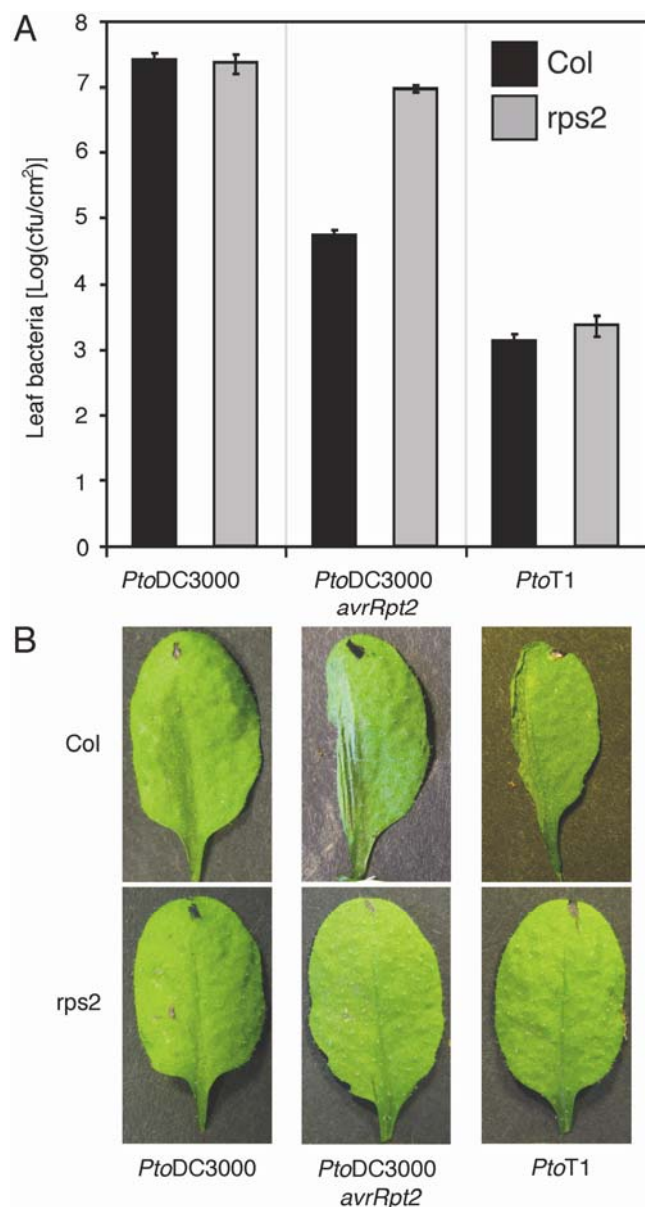 A
8
7
6
5
4
3
2
1
0
Leaf bacteria [Log(cfu/cm²)]
Col
rps2
PtoDC3000
PtoDC3000
avrRpt2
PtoT1
B
Col
rps2
PtoDC3000
PtoDC3000
avrRpt2
PtoT1